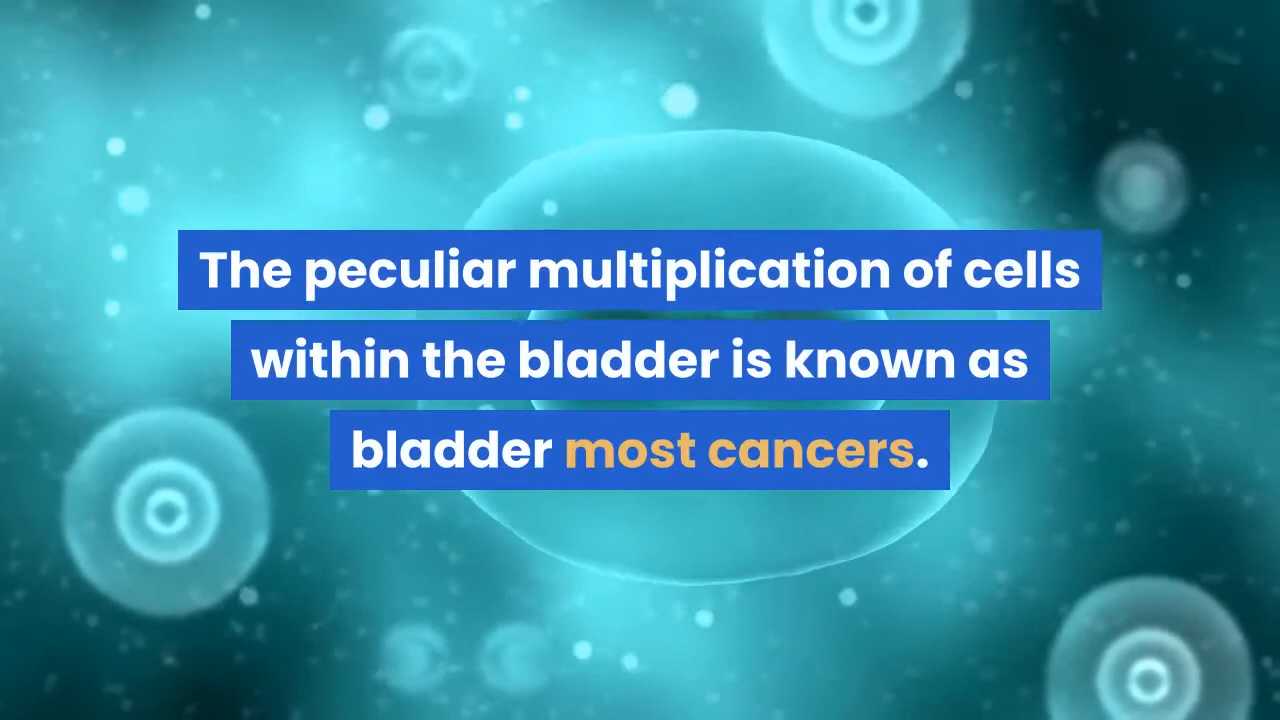 The peculiar multiplication of cells
within the bladder is known as
bladder most cancers.